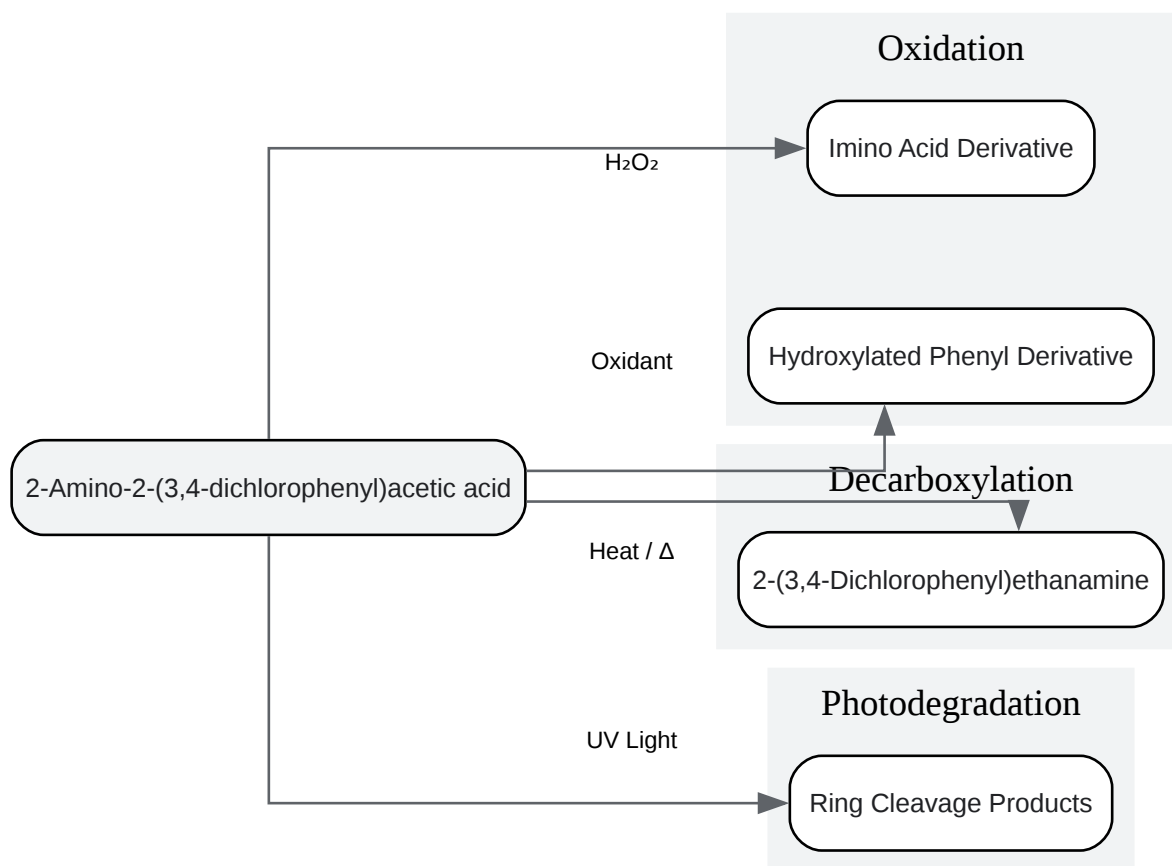 Oxidation
Imino Acid Derivative
H₂O₂
Hydroxylated Phenyl Derivative
Oxidant
2-Amino-2-(3,4-dichlorophenyl)acetic acid
Decarboxylation
Heat / Δ
2-(3,4-Dichlorophenyl)ethanamine
Photodegradation
UV Light
Ring Cleavage Products